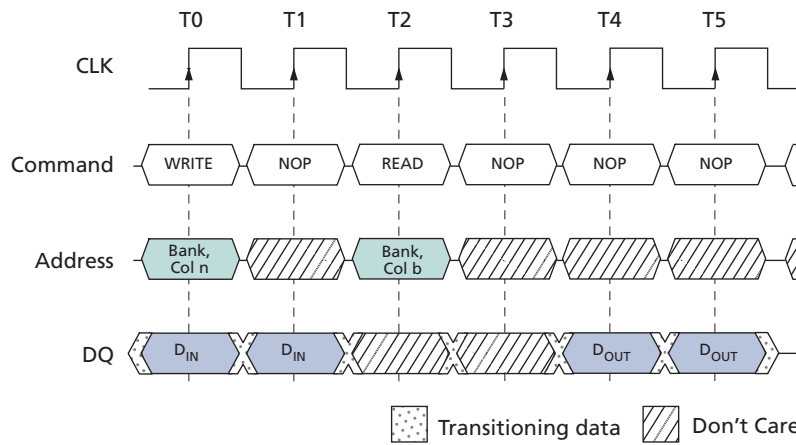 T0 T1 T2 T3 T4 T5
CLK
Command WRITE NOP READ NOP NOP NOP
Address Bank, Col n Bank, Col b
DQ DIN DIN DOUT DOUT
Transitioning data Don't Care